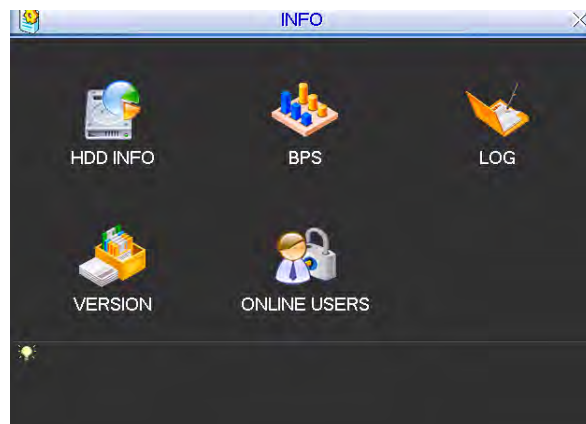 INFO
HDD INFO
BPS
LOG
VERSION
ONLINE USERS